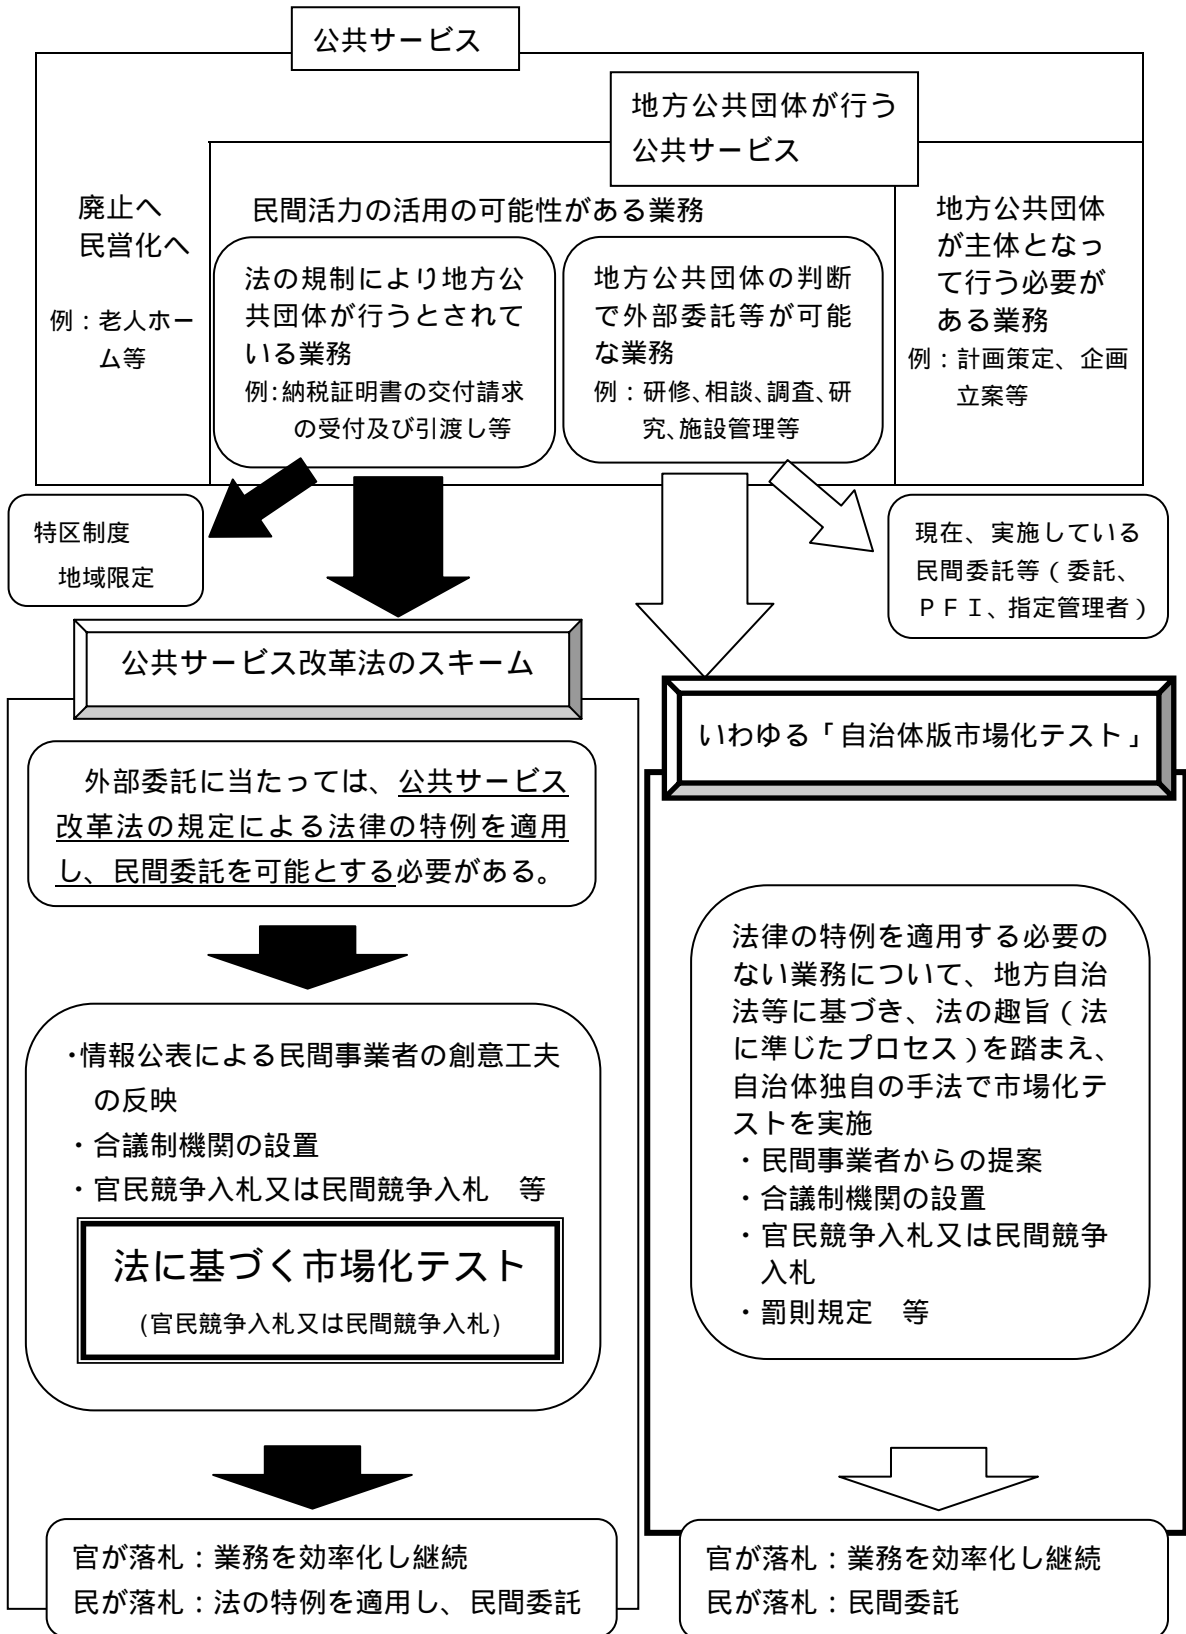 公共サービス
地方公共団体が行う
公共サービス
廃止へ
民営化へ
例：老人ホー
ム等
民間活力の活用の可能性がある業務
法の規制により地方公
共団体が行うとされて
いる業務
例：納税証明書の交付請求
の受付及び引渡し等
地方公共団体の判断
で外部委託等が可能
な業務
例：研修、相談、調査、研
究、施設管理等
地方公共団体
が主体となっ
て行う必要が
ある業務
例：計画策定、企画
立案等
特区制度
地域限定
現在、実施している
民間委託等（委託、
ＰＦＩ、指定管理者）
公共サービス改革法のスキーム
外部委託に当たっては、公共サービス
改革法の規定による法律の特例を適用
し、民間委託を可能とする必要がある。
・情報公表による民間事業者の創意工夫
の反映
・合議制機関の設置
・官民競争入札又は民間競争入札　等
法に基づく市場化テスト
(官民競争入札又は民間競争入札)
官が落札：業務を効率化し継続
民が落札：法の特例を適用し、民間委託
いわゆる「自治体版市場化テスト」
法律の特例を適用する必要の
ない業務について、地方自治
法等に基づき、法の趣旨（法
に準じたプロセス）を踏まえ、
自治体独自の手法で市場化テ
ストを実施
・民間事業者からの提案
・合議制機関の設置
・官民競争入札又は民間競争
入札
・罰則規定　等
官が落札：業務を効率化し継続
民が落札：民間委託